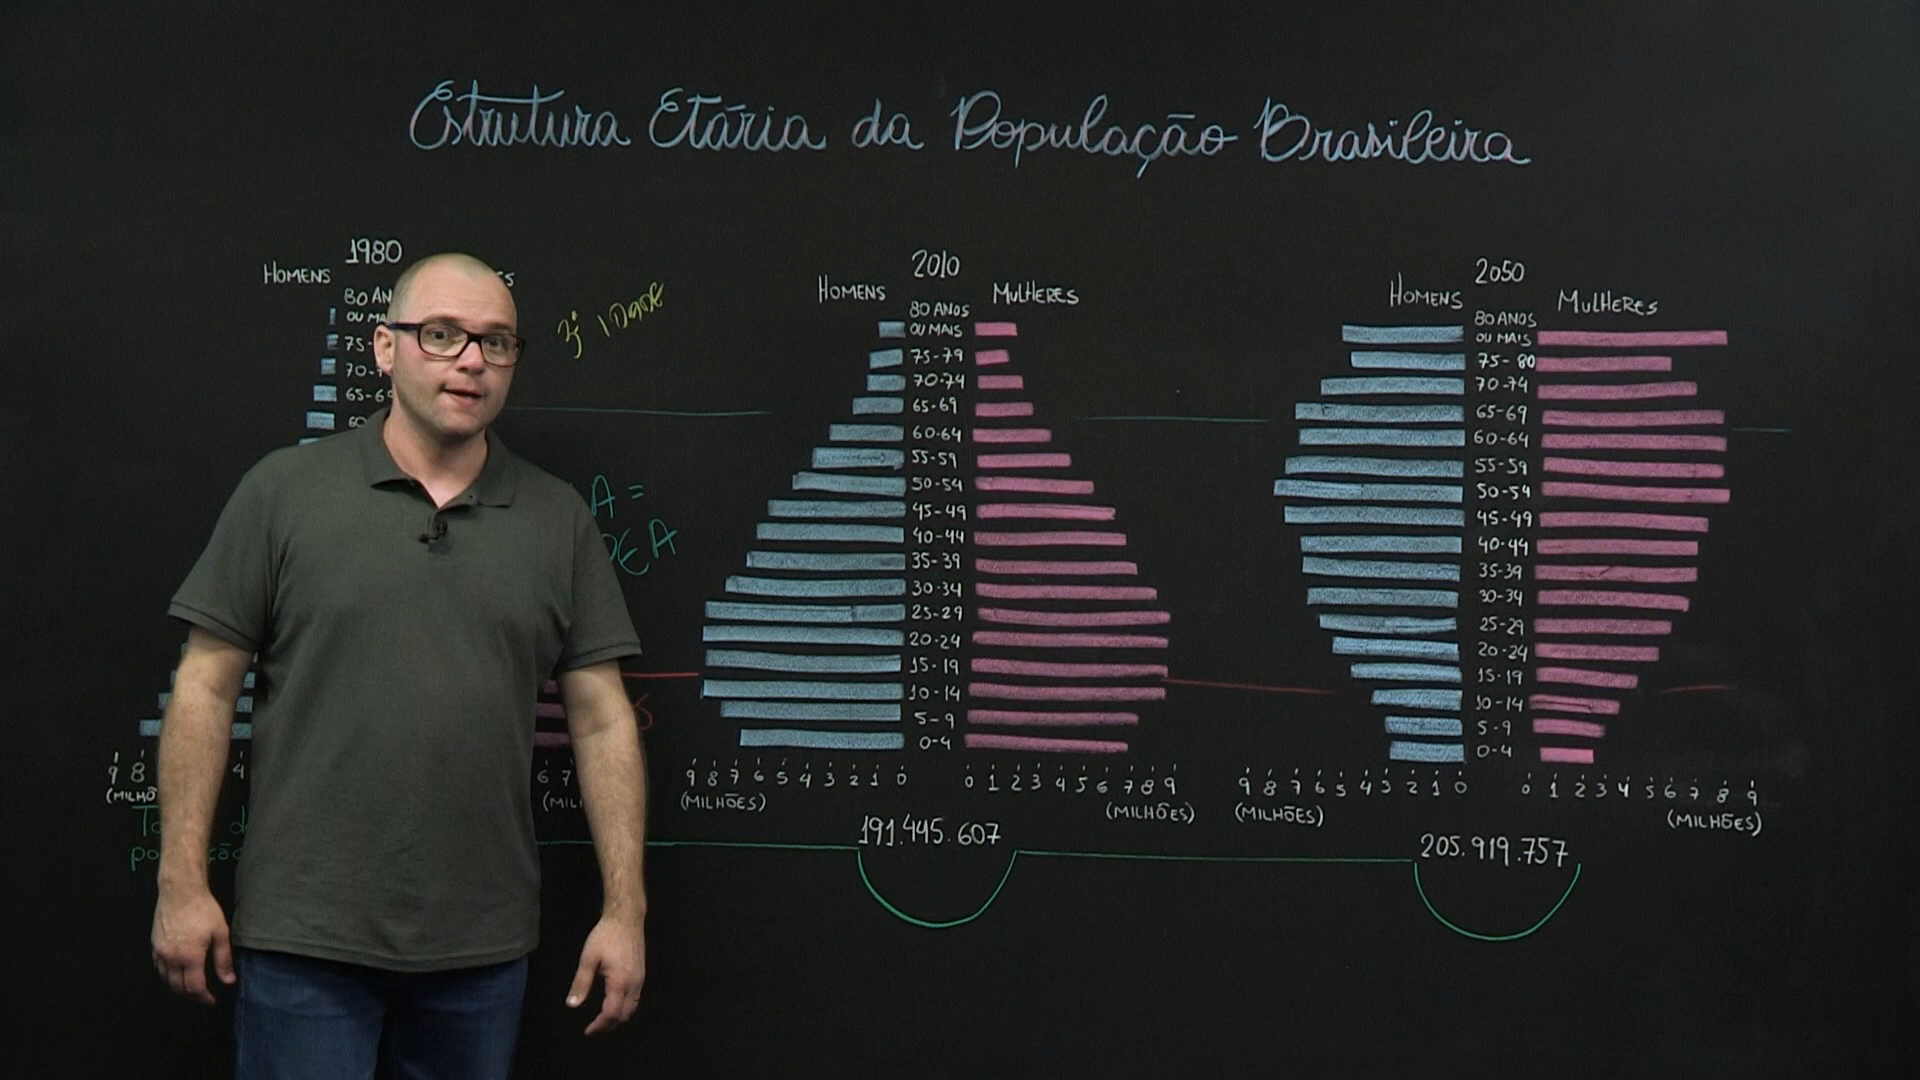 Estrutura Etária da População Brasileira
1980
HOMENS
80 AN
OU MA
75-
70-7
65-69
60
3ª IDADE
A =
PEA
9 8
4
6 7
(MILHÕ
(MIL
2010
HOMENS
MULHERES
80 ANOS
OU MAIS
75-79
70-74
65-69
60-64
55-59
50-54
45-49
40-44
35-39
30-34
25-29
20-24
15-19
10-14
5-9
0-4
9 8 7 6 5 4 3 2 1 0
0 1 2 3 4 5 6 7 8 9
(MILHÕES)
(MILHÕES)
191.445.607
2050
HOMENS
MULHERES
80 ANOS
OU MAIS
75-80
70-74
65-69
60-64
55-59
50-54
45-49
40-44
35-39
30-34
25-29
20-24
15-19
10-14
5-9
0-4
9 8 7 6 5 4 3 2 1 0
0 1 2 3 4 5 6 7 8 9
(MILHÕES)
(MILHÕES)
205.919.757